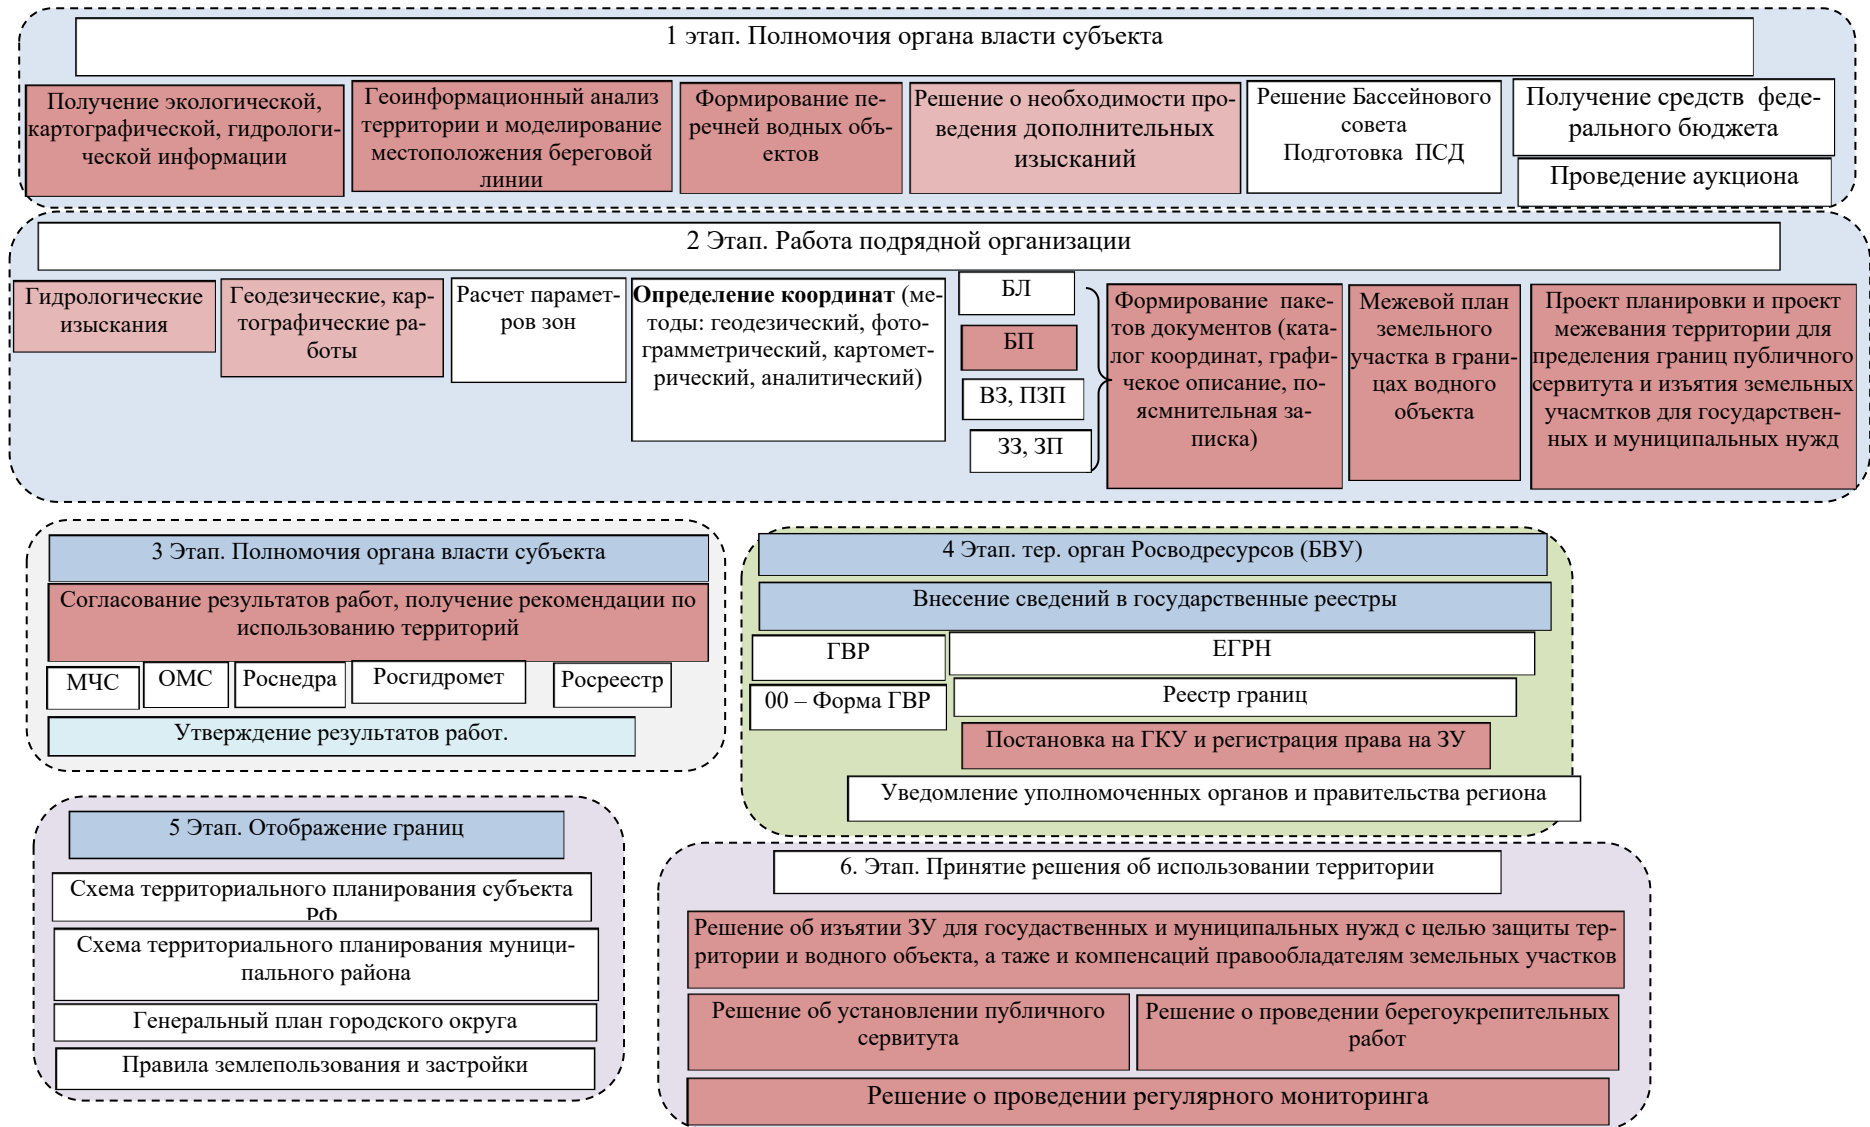 1 этап. Полномочия органа власти субъекта
Получение экологической,
картографической, гидрологи-
ческой информации
Геоинформационный анализ
территории и моделирование
местоположения береговой
линии
Формирование пе-
речней водных объ-
ектов
Решение о необходимости про-
ведения дополнительных
изысканий
Решение Бассейнового
совета
Подготовка ПСД
Получение средств феде-
рального бюджета
Проведение аукциона
2 Этап. Работа подрядной организации
Гидрологические
изыскания
Геодезические, кар-
тографические ра-
боты
Расчет парамет-
ров зон
Определение координат (ме-
тоды: геодезический, фото-
грамметрический, картомет-
рический, аналитический)
БЛ
БП
ВЗ, ПЗП
ЗЗ, ЗП
Формирование паке-
тов документов (ката-
лог координат, графи-
чекое описание, по-
ясмнительная за-
писка)
Межевой план
земельного
участка в грани-
цах водного
объекта
Проект планировки и проект
межевания территории для
пределения границ публичного
сервитута и изъятия земельных
учасмтков для государствен-
ных и муниципальных нужд
3 Этап. Полномочия органа власти субъекта
Согласование результатов работ, получение рекомендации по
использованию территорий
МЧС
ОМС
Роснедра
Росгидромет
Росреестр
Утверждение результатов работ.
4 Этап. тер. орган Росводресурсов (БВУ)
Внесение сведений в государственные реестры
ГВР
ЕГРН
00 – Форма ГВР
Реестр границ
Постановка на ГКУ и регистрация права на ЗУ
Уведомление уполномоченных органов и правительства региона
5 Этап. Отображение границ
Схема территориального планирования субъекта
РФ
Схема территориального планирования муници-
пального района
Генеральный план городского округа
Правила землепользования и застройки
6. Этап. Принятие решения об использовании территории
Решение об изъятии ЗУ для госудаственных и муниципальных нужд с целью защиты тер-
ритории и водного объекта, а таже и компенсаций правообладателям земельных участков
Решение об установлении публичного
сервитута
Решение о проведении берегоукрепительных
работ
Решение о проведении регулярного мониторинга